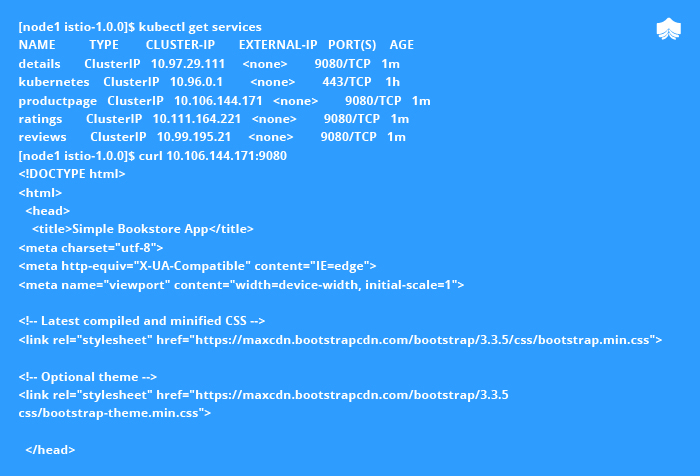 [node1 istio-1.0.0]$ kubectl get services
NAME TYPE CLUSTER-IP EXTERNAL-IP PORT(S) AGE
details ClusterIP 10.97.29.111 <none> 9080/TCP 1m
kubernetes ClusterIP 10.96.0.1 <none> 443/TCP 1h
productpage ClusterIP 10.106.144.171 <none> 9080/TCP 1m
ratings ClusterIP 10.111.164.221 <none> 9080/TCP 1m
reviews ClusterIP 10.99.195.21 <none> 9080/TCP 1m
[node1 istio-1.0.0]$ curl 10.106.144.171:9080
<!DOCTYPE html>
<html>
<head>
<title>Simple Bookstore App</title>
<meta charset="utf-8">
<meta http-equiv="X-UA-Compatible" content="IE=edge">
<meta name="viewport" content="width=device-width, initial-scale=1">
<!-- Latest compiled and minified CSS -->
<link rel="stylesheet" href="https://maxcdn.bootstrapcdn.com/bootstrap/3.3.5/css/bootstrap.min.css">
<!-- Optional theme -->
<link rel="stylesheet" href="https://maxcdn.bootstrapcdn.com/bootstrap/3.3.5
css/bootstrap-theme.min.css">
</head>